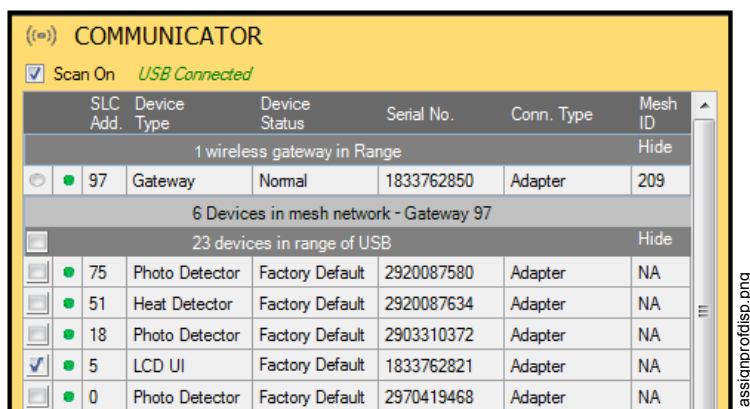 COMMUNICATOR
Scan On USB Connected
SLC Add. Device Type Device Status Serial No. Conn. Type Mesh ID
1 wireless gateway in Range Hide
97 Gateway Normal 1833762850 Adapter 209
6 Devices in mesh network - Gateway 97
23 devices in range of USB Hide
75 Photo Detector Factory Default 2920087580 Adapter NA
51 Heat Detector Factory Default 2920087634 Adapter NA
18 Photo Detector Factory Default 2903310372 Adapter NA
5 LCD UI Factory Default 1833762821 Adapter NA
0 Photo Detector Factory Default 2970419468 Adapter NA
assignprofdisp.png